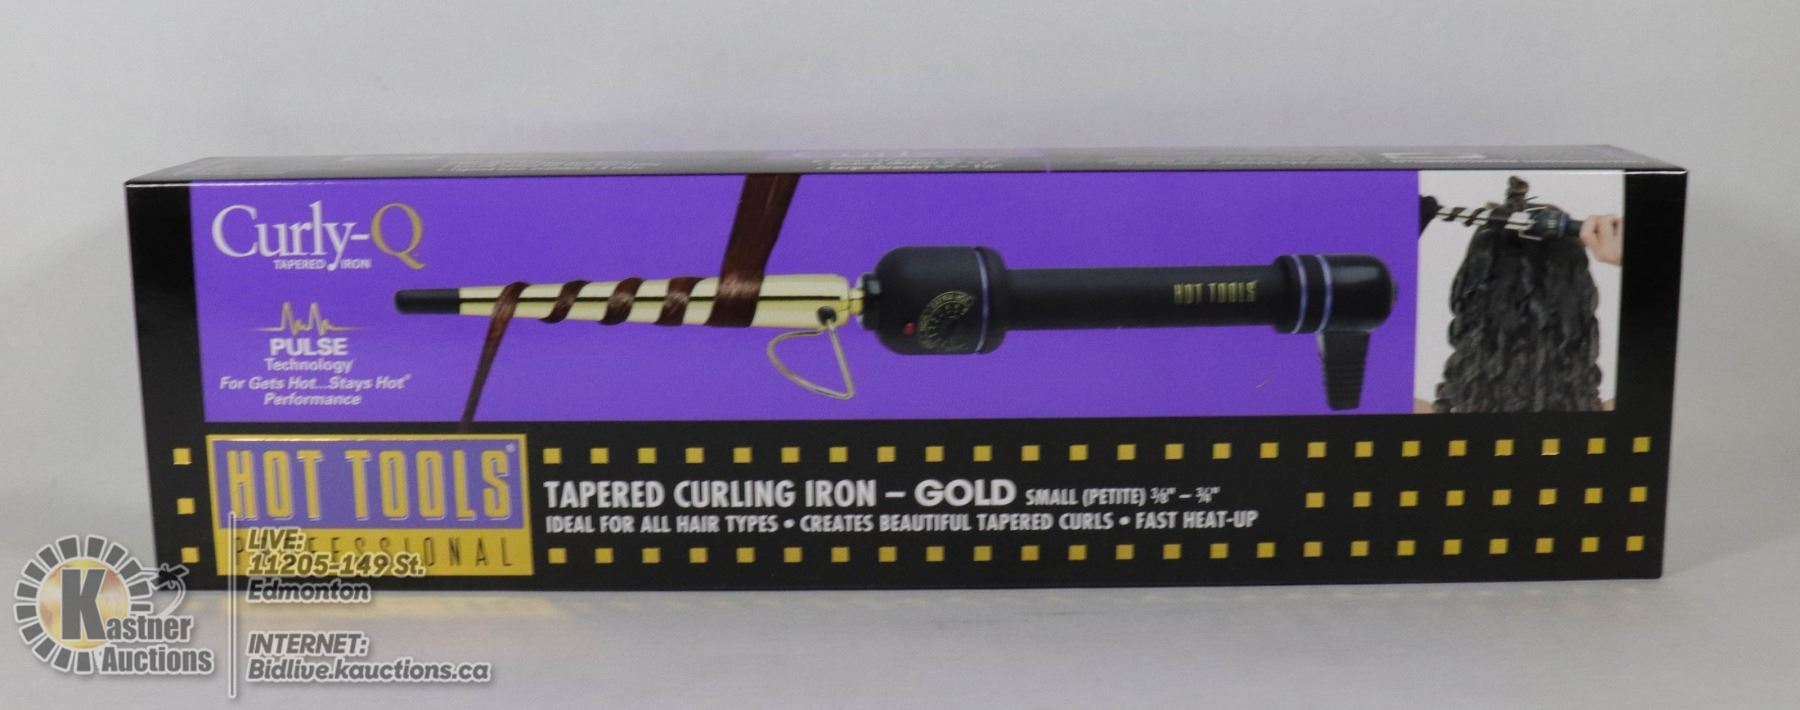 Curly-Q
TAPERED IRON
PULSE
Technology
For Gets Hot...Stays Hot®
Performance
HOT TOOLS
HOT TOOLS®
PROFESSIONAL
TAPERED CURLING IRON – GOLD SMALL (PETITE) 3/8" – 3/4"
IDEAL FOR ALL HAIR TYPES • CREATES BEAUTIFUL TAPERED CURLS • FAST HEAT-UP
Kastner
Auctions
LIVE:
11205-149 St.
Edmonton
INTERNET:
Bidlive.kauctions.ca